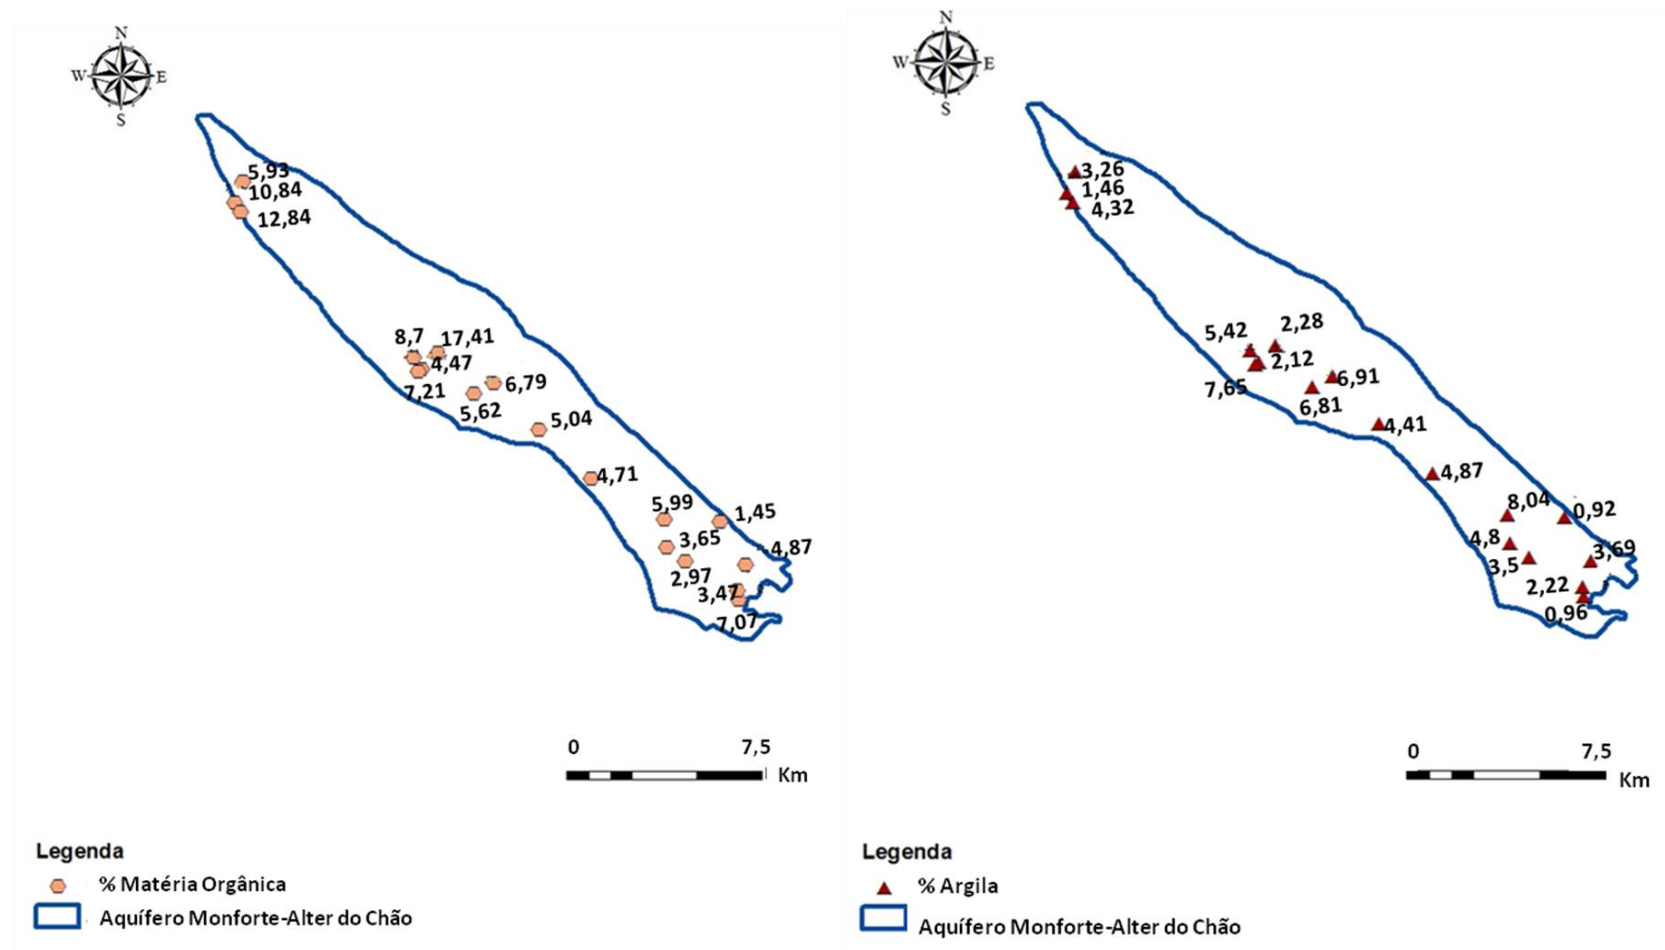 N
W E
S
5,93
10,84
12,84
8,7 17,41
4,47
7,21
6,79
5,62
5,04
4,71
5,99
1,45
3,65
4,87
2,97
3,47
7,07
0 7,5
Km
Legenda
% Matéria Orgânica
Aquífero Monforte-Alter do Chão
N
W E
S
3,26
1,46
4,32
5,42 2,28
2,12
7,65
6,91
6,81
4,41
4,87
8,04
0,92
4,8
3,69
3,5
2,22
0,96
0 7,5
Km
Legenda
% Argila
Aquífero Monforte-Alter do Chão